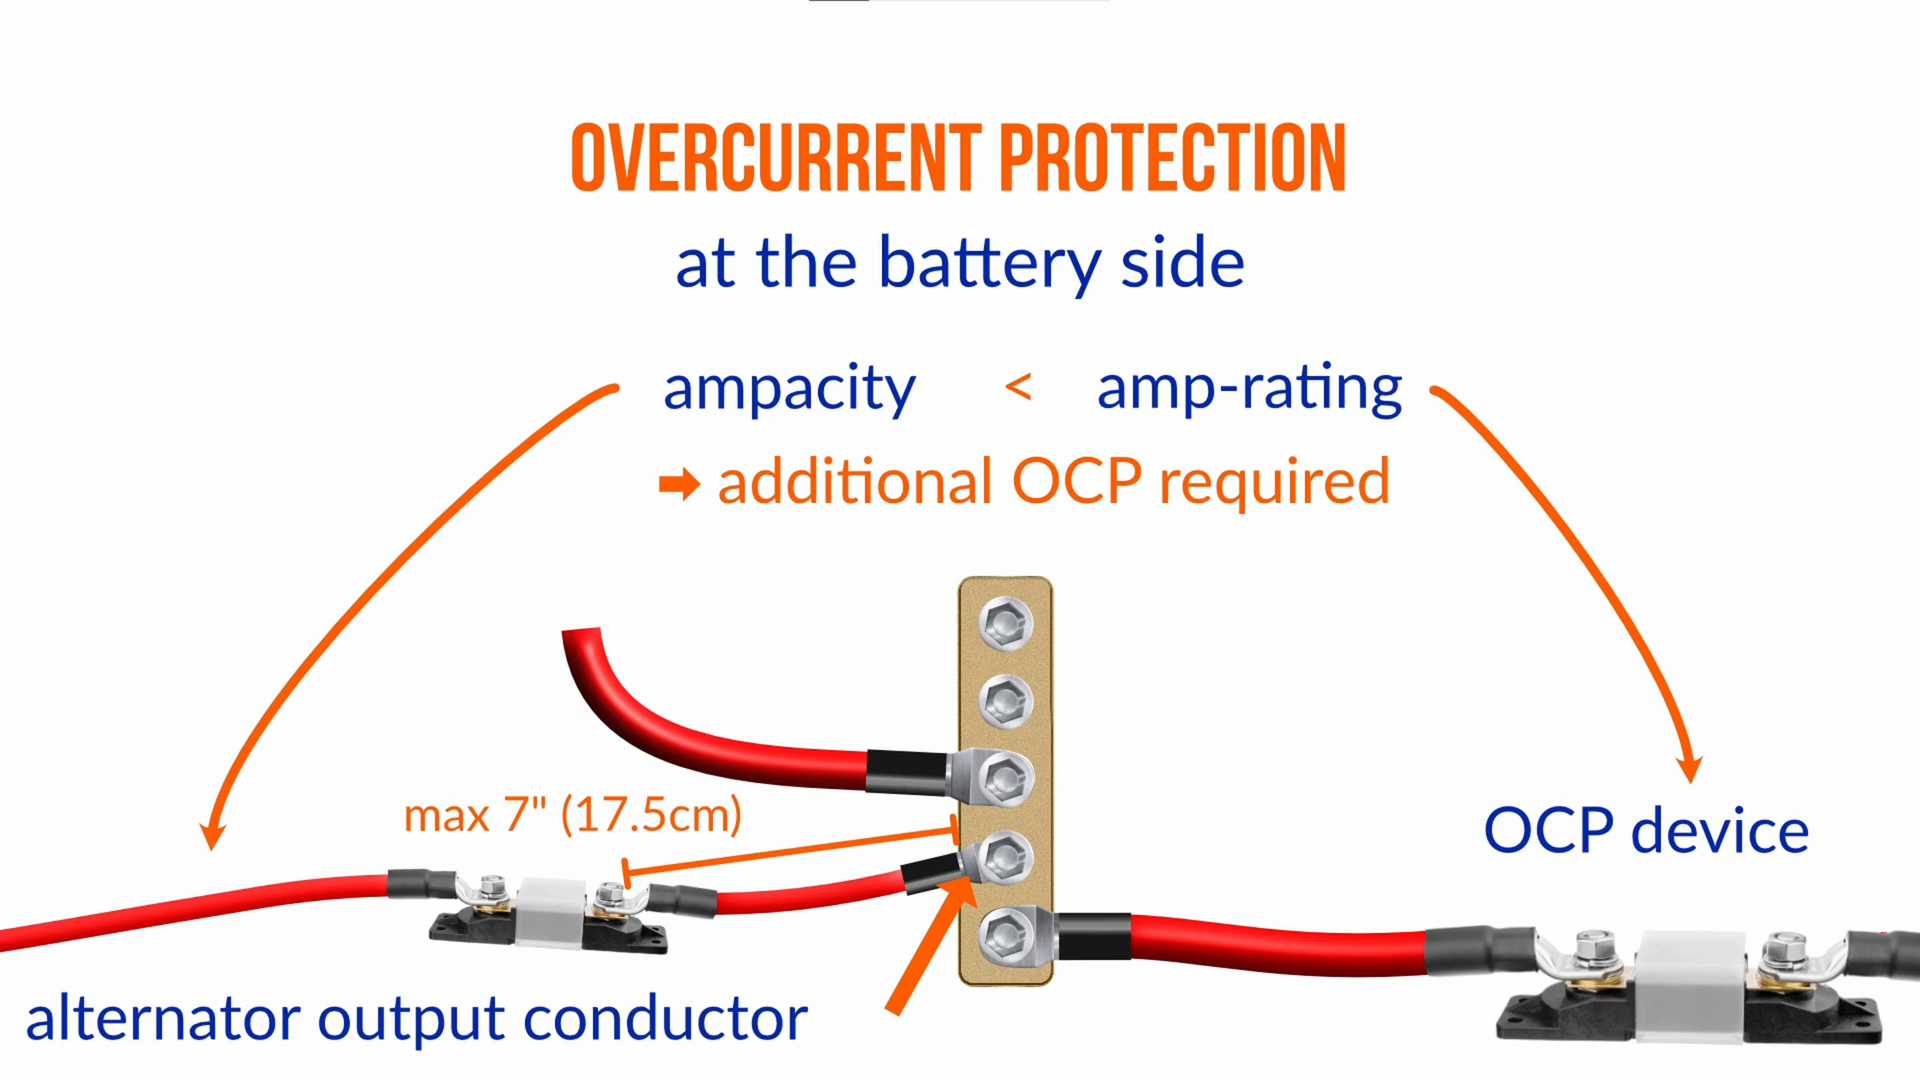 OVERCURRENT PROTECTION
at the battery side
ampacity < amp-rating
➡ additional OCP required
max 7" (17.5cm)
OCP device
alternator output conductor